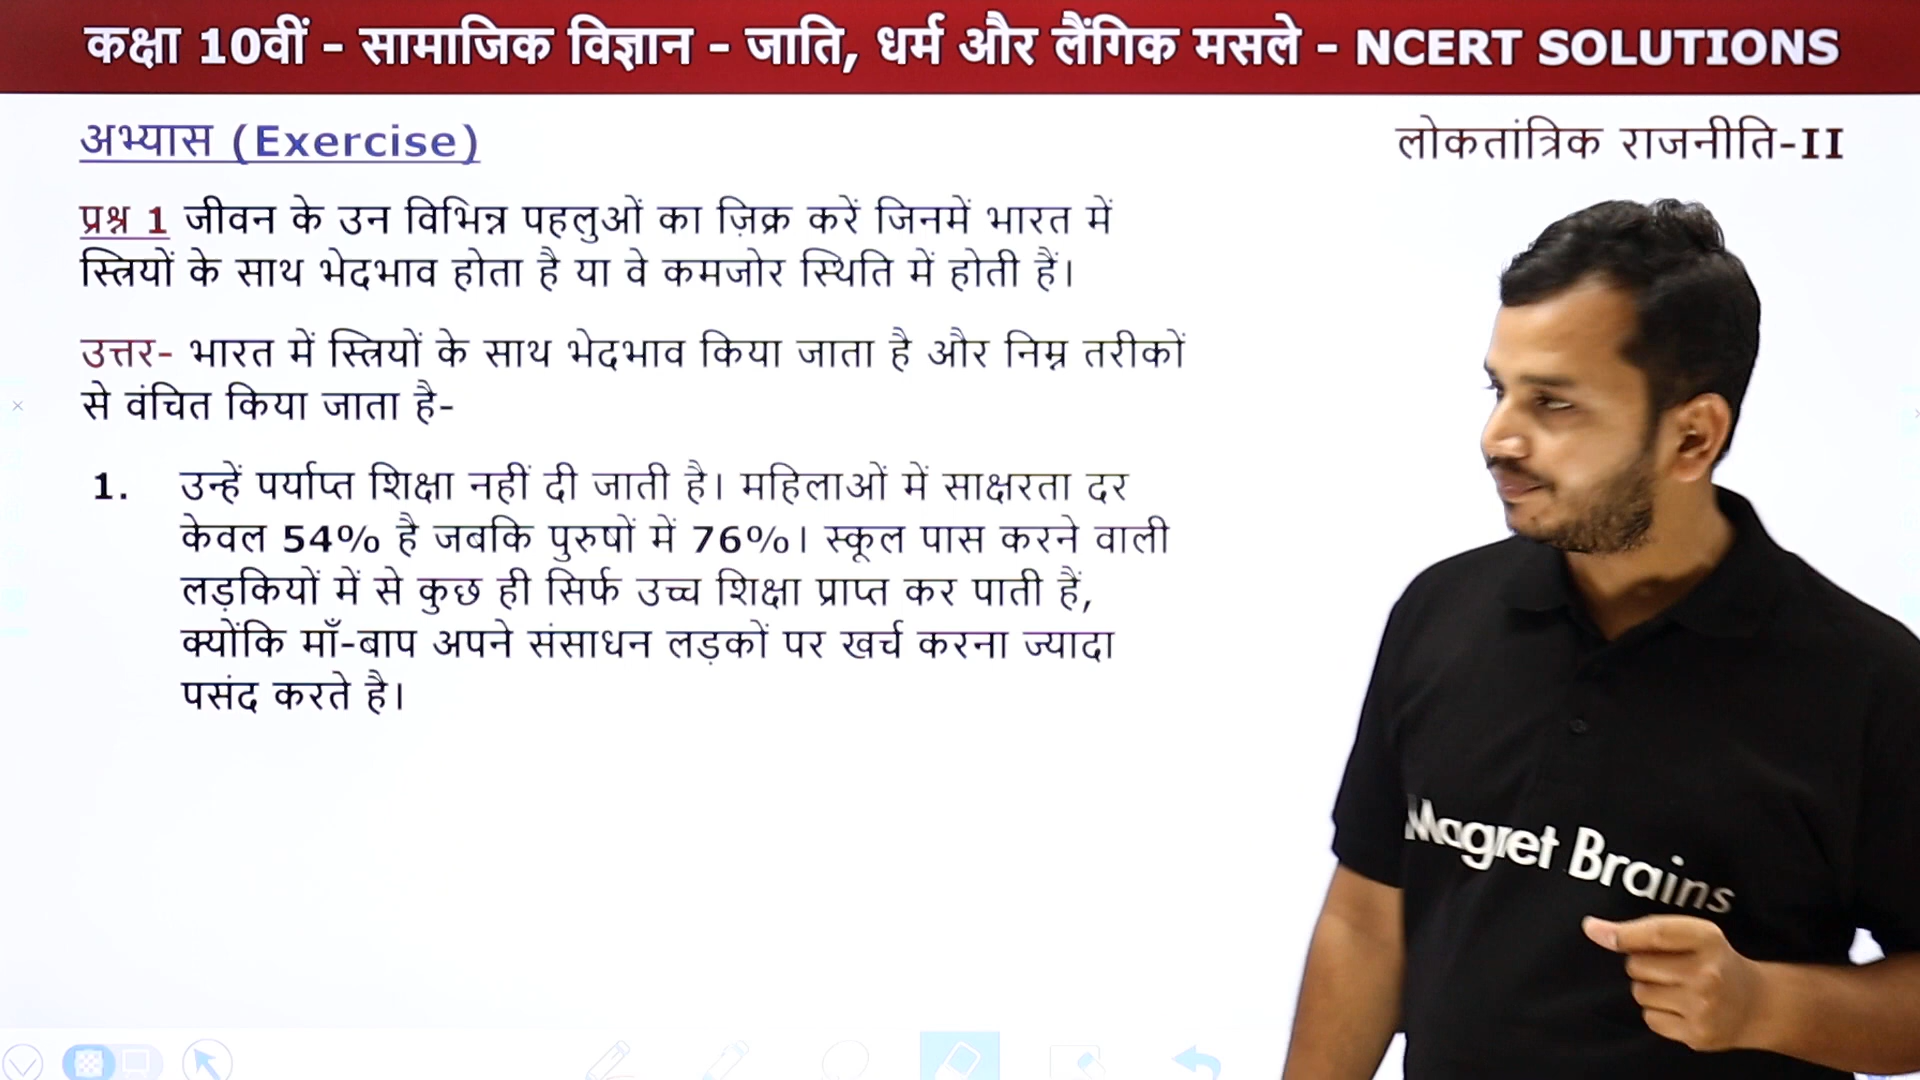 कक्षा 10वीं - सामाजिक विज्ञान - जाति, धर्म और लैंगिक मसले - NCERT SOLUTIONS
अभ्यास (Exercise)
लोकतांत्रिक राजनीति-II
प्रश्न 1 जीवन के उन विभिन्न पहलुओं का ज़िक्र करें जिनमें भारत में
स्त्रियों के साथ भेदभाव होता है या वे कमजोर स्थिति में होती हैं।
उत्तर- भारत में स्त्रियों के साथ भेदभाव किया जाता है और निम्न तरीकों
से वंचित किया जाता है-
1. उन्हें पर्याप्त शिक्षा नहीं दी जाती है। महिलाओं में साक्षरता दर
केवल 54% है जबकि पुरुषों में 76%। स्कूल पास करने वाली
लड़कियों में से कुछ ही सिर्फ उच्च शिक्षा प्राप्त कर पाती हैं,
क्योंकि माँ-बाप अपने संसाधन लड़कों पर खर्च करना ज्यादा
पसंद करते है।
Magnet Brains